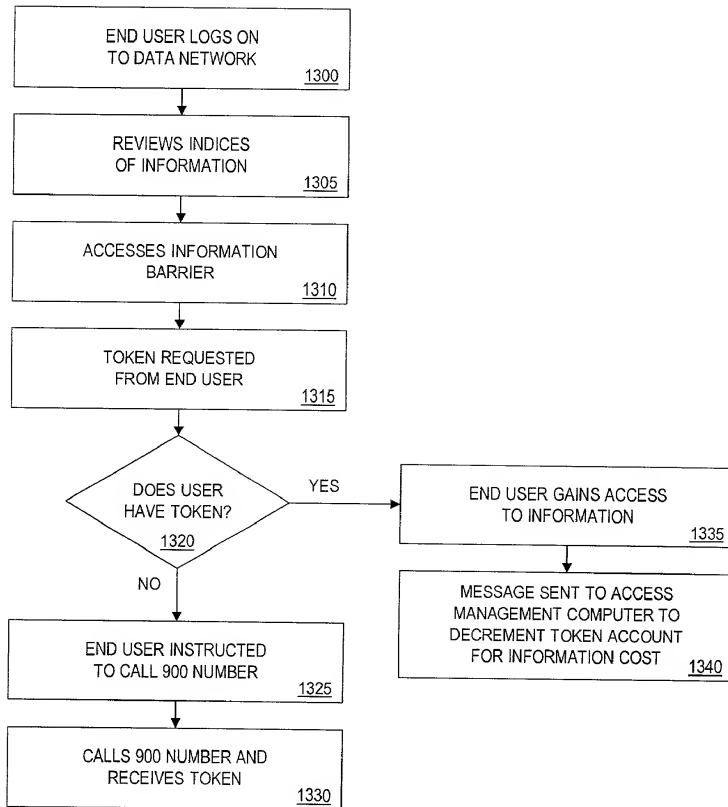 END USER LOGS ON
TO DATA NETWORK
1300
REVIEWS INDICES
OF INFORMATION
1305
ACCESSES INFORMATION
BARRIER
1310
TOKEN REQUESTED
FROM END USER
1315
DOES USER
HAVE TOKEN?
1320
YES
END USER GAINS ACCESS
TO INFORMATION
1335
MESSAGE SENT TO ACCESS
MANAGEMENT COMPUTER TO
DECREMENT TOKEN ACCOUNT
FOR INFORMATION COST
1340
NO
END USER INSTRUCTED
TO CALL 900 NUMBER
1325
CALLS 900 NUMBER AND
RECEIVES TOKEN
1330